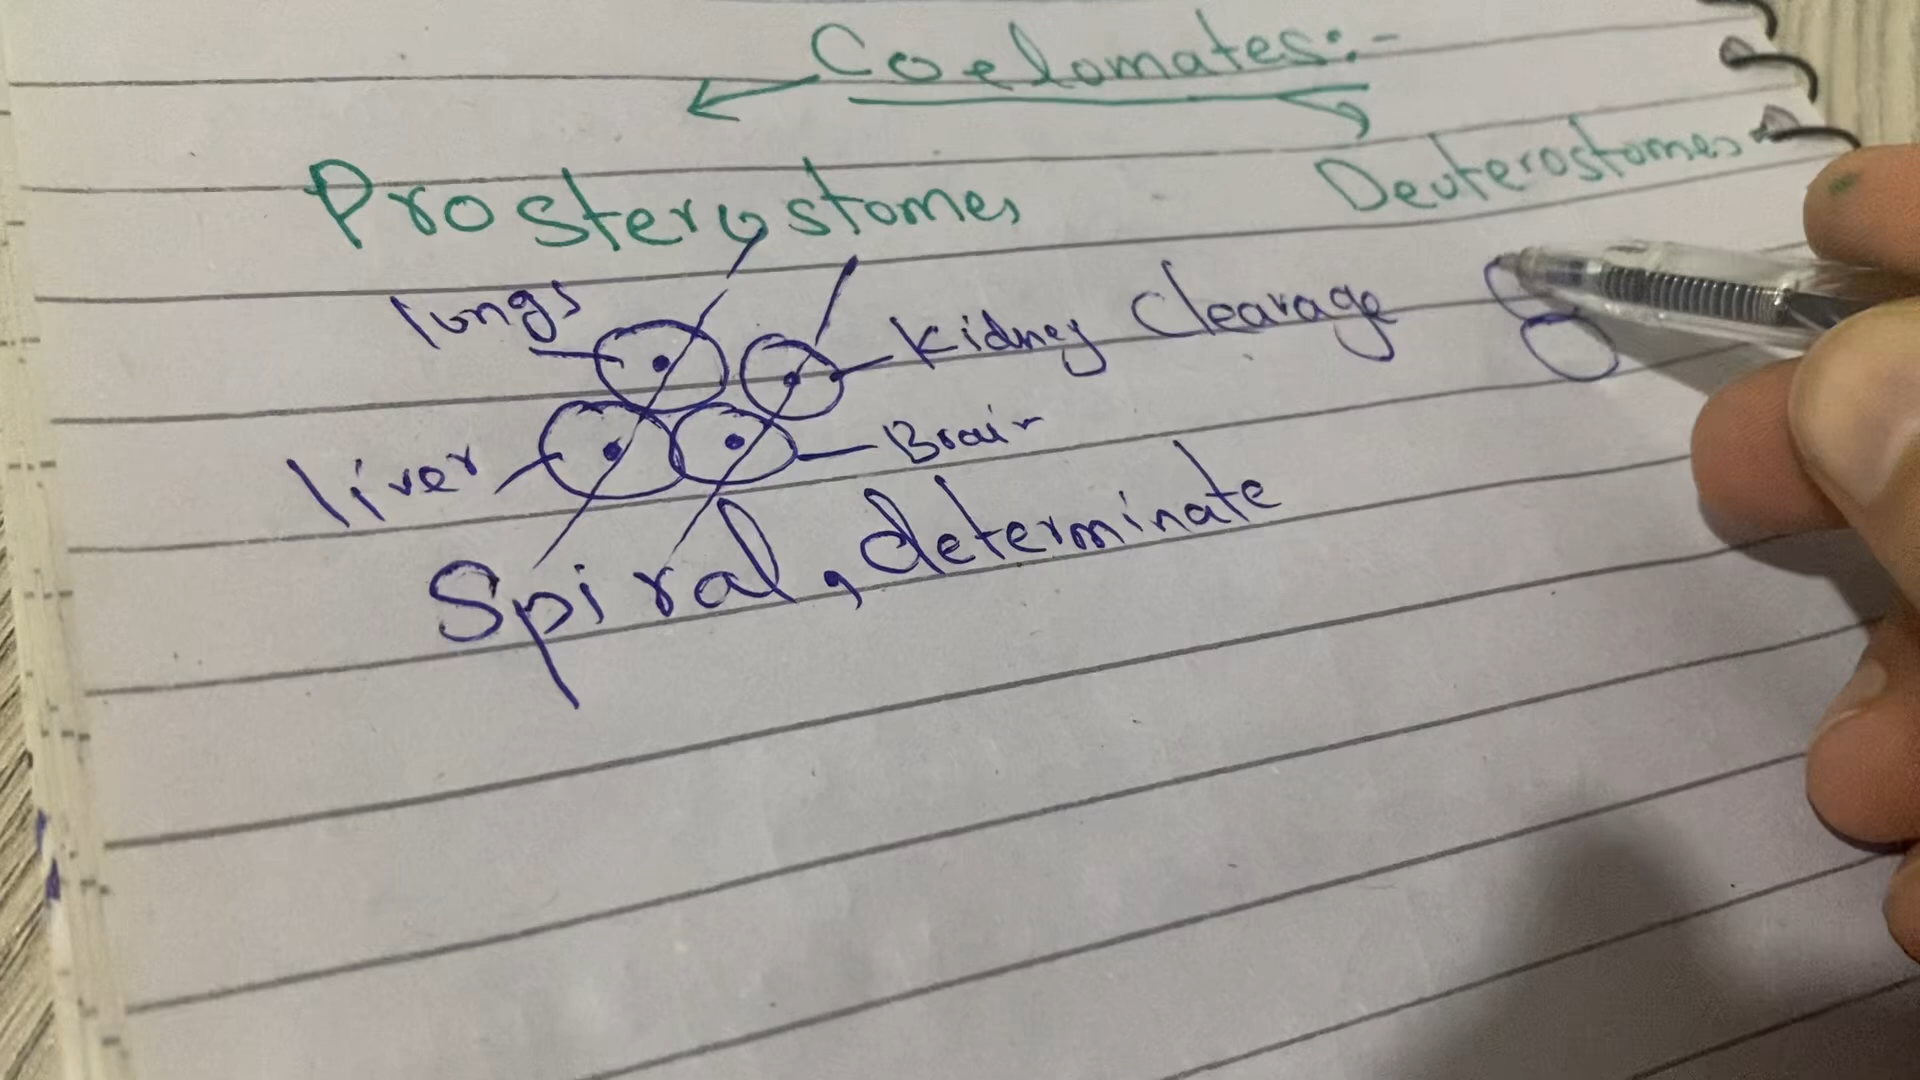 Coelomates:-
Prosterostomes Deuterostomes
lungs Kidney Cleavage
liver Brain
Spiral, determinate